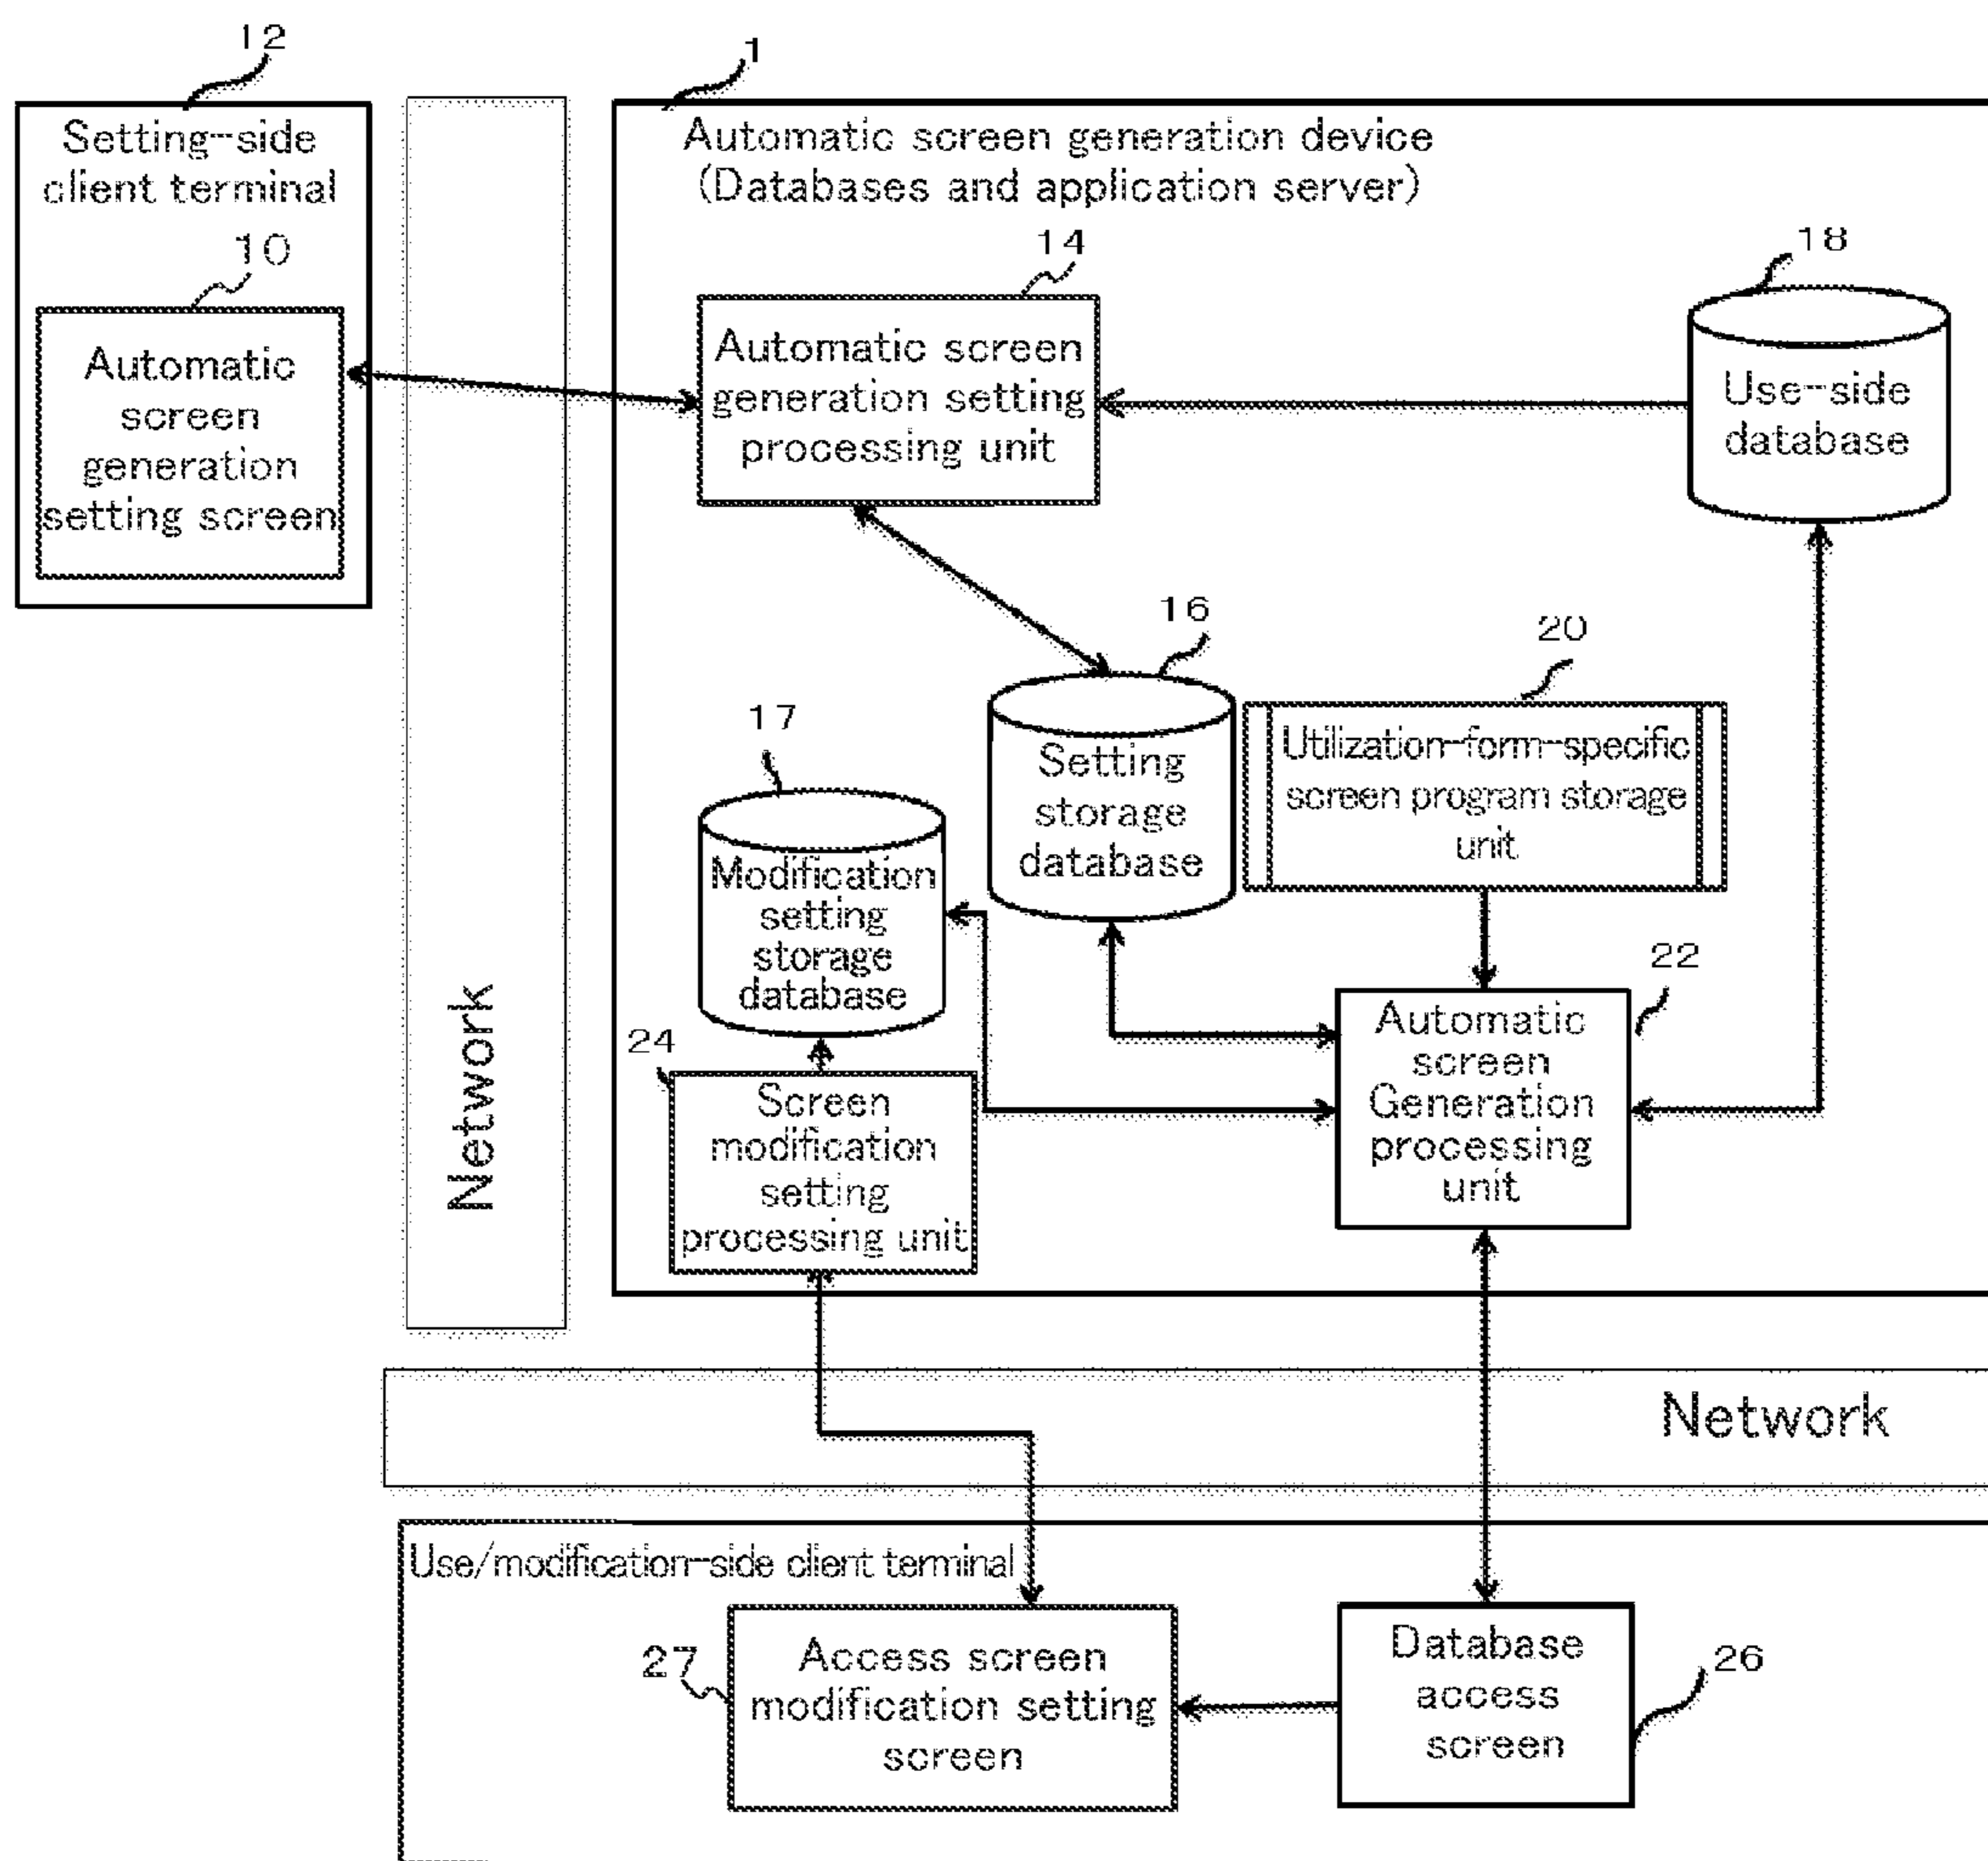 12
Setting-side
client terminal
10
Automatic
screen
generation
setting screen
Network
1
Automatic screen generation device
(Databases and application server)
14
Automatic screen
generation setting
processing unit
18
Use-side
database
16
Setting
storage
database
20
Utilization-form-specific
screen program storage
unit
17
Modification
setting
storage
database
22
Automatic
screen
Generation
processing
unit
24
Screen
modification
setting
processing unit
Network
Use/modification-side client terminal
27
Access screen
modification setting
screen
Database
access
screen
26